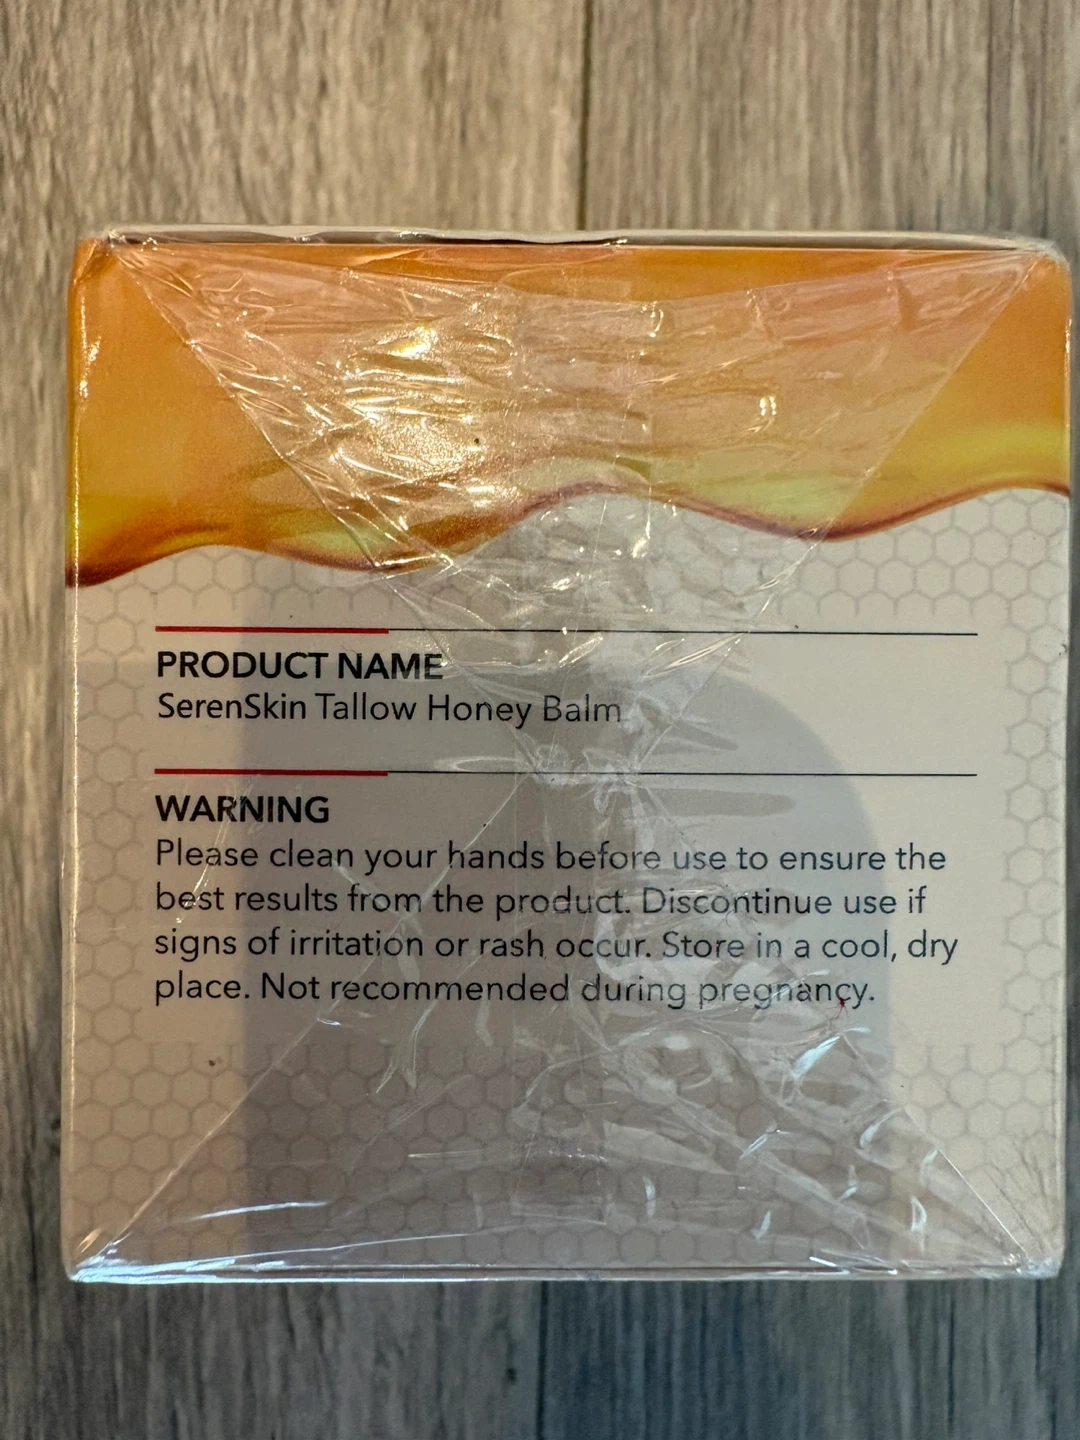 PRODUCT NAME
SerenSkin Tallow Honey Balm
WARNING
Please clean your hands before use to ensure the
best results from the product. Discontinue use if
signs of irritation or rash occur. Store in a cool, dry
place. Not recommended during pregnancy.